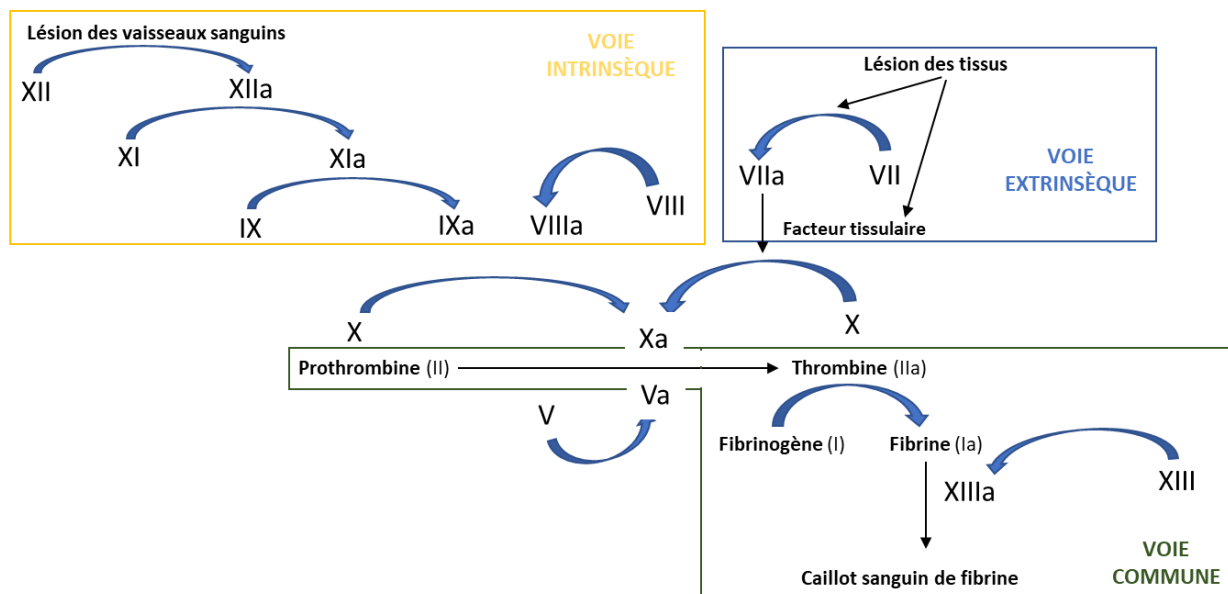 Lésion des vaisseaux sanguins
VOIE
INTRINSÈQUE
XII
XIIa
XI
XIa
IX
IXa
VIIIa
VIII
Lésion des tissus
VIIa
VII
VOIE
EXTRINSÈQUE
Facteur tissulaire
X
Xa
X
Prothrombine (II)
Thrombine (IIa)
V
Va
Fibrinogène (I)
Fibrine (Ia)
XIIIa
XIII
Caillot sanguin de fibrine
VOIE
COMMUNE